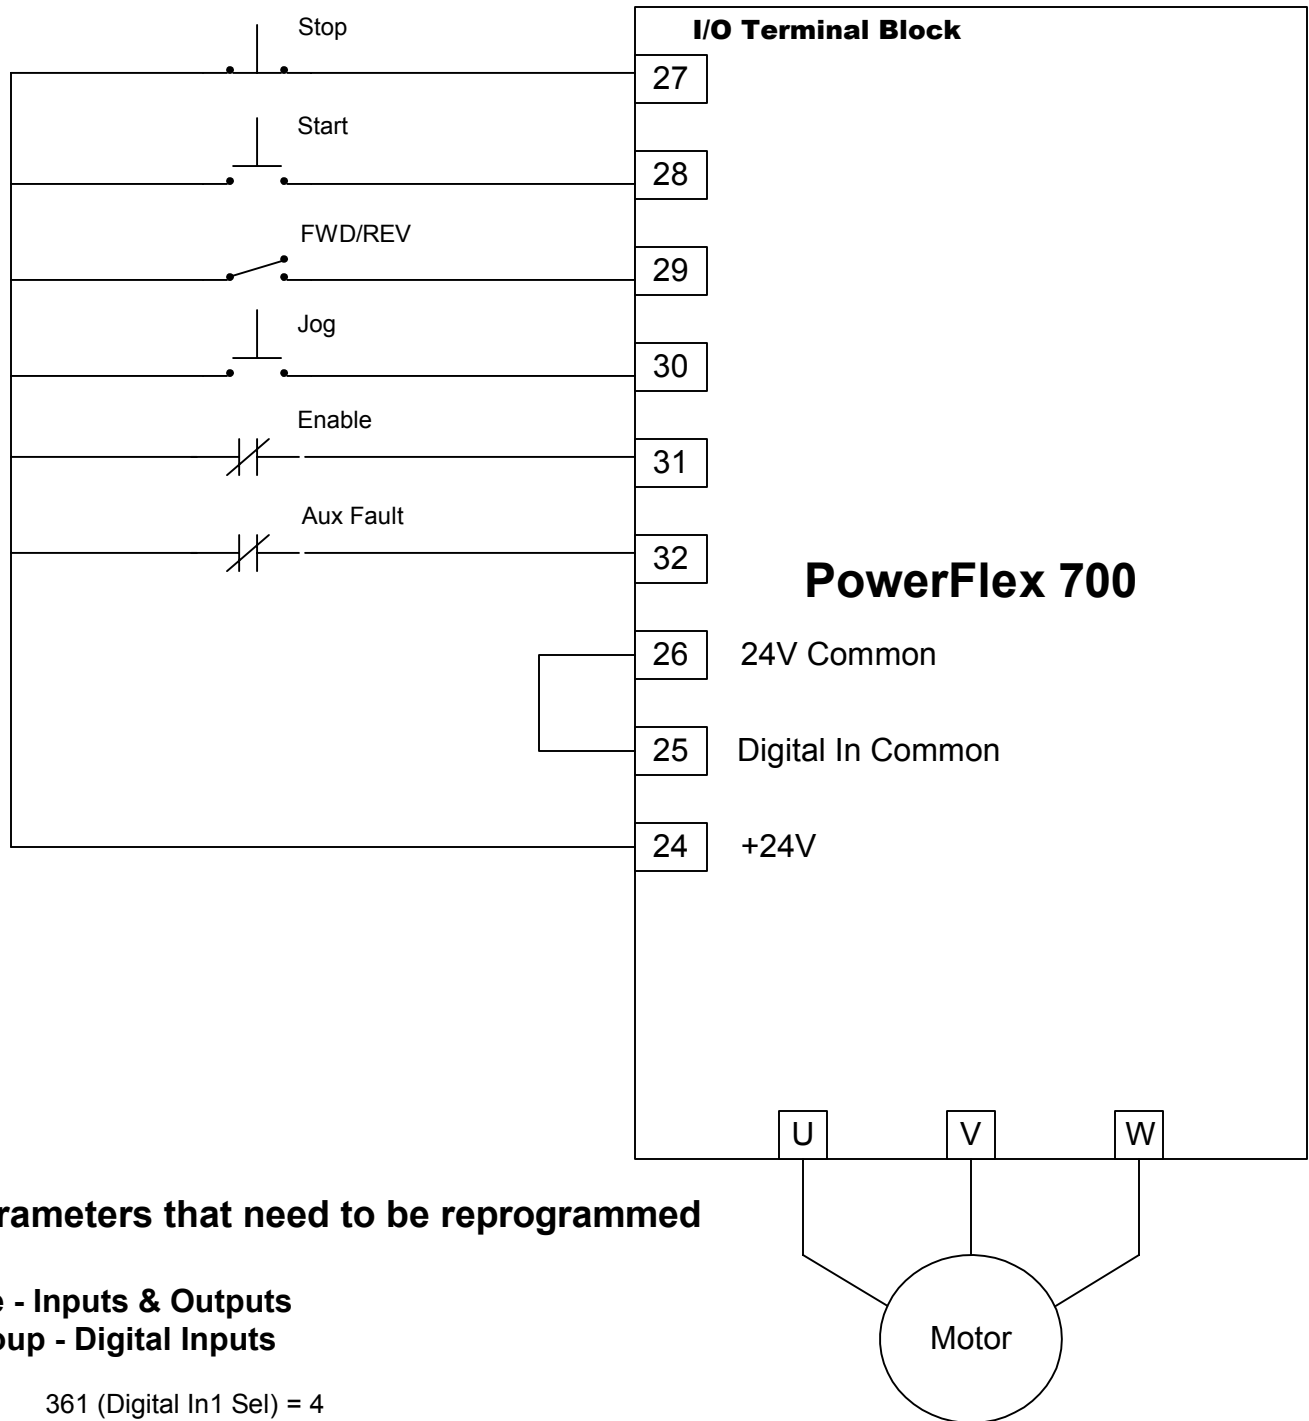 Stop
I/O Terminal Block
27
Start
28
FWD/REV
29
Jog
30
Enable
31
Aux Fault
32
PowerFlex 700
26 24V Common
25 Digital In Common
24 +24V
U V W
rameters that need to be reprogrammed
e - Inputs & Outputs
oup - Digital Inputs
Motor
361 (Digital In1 Sel) = 4